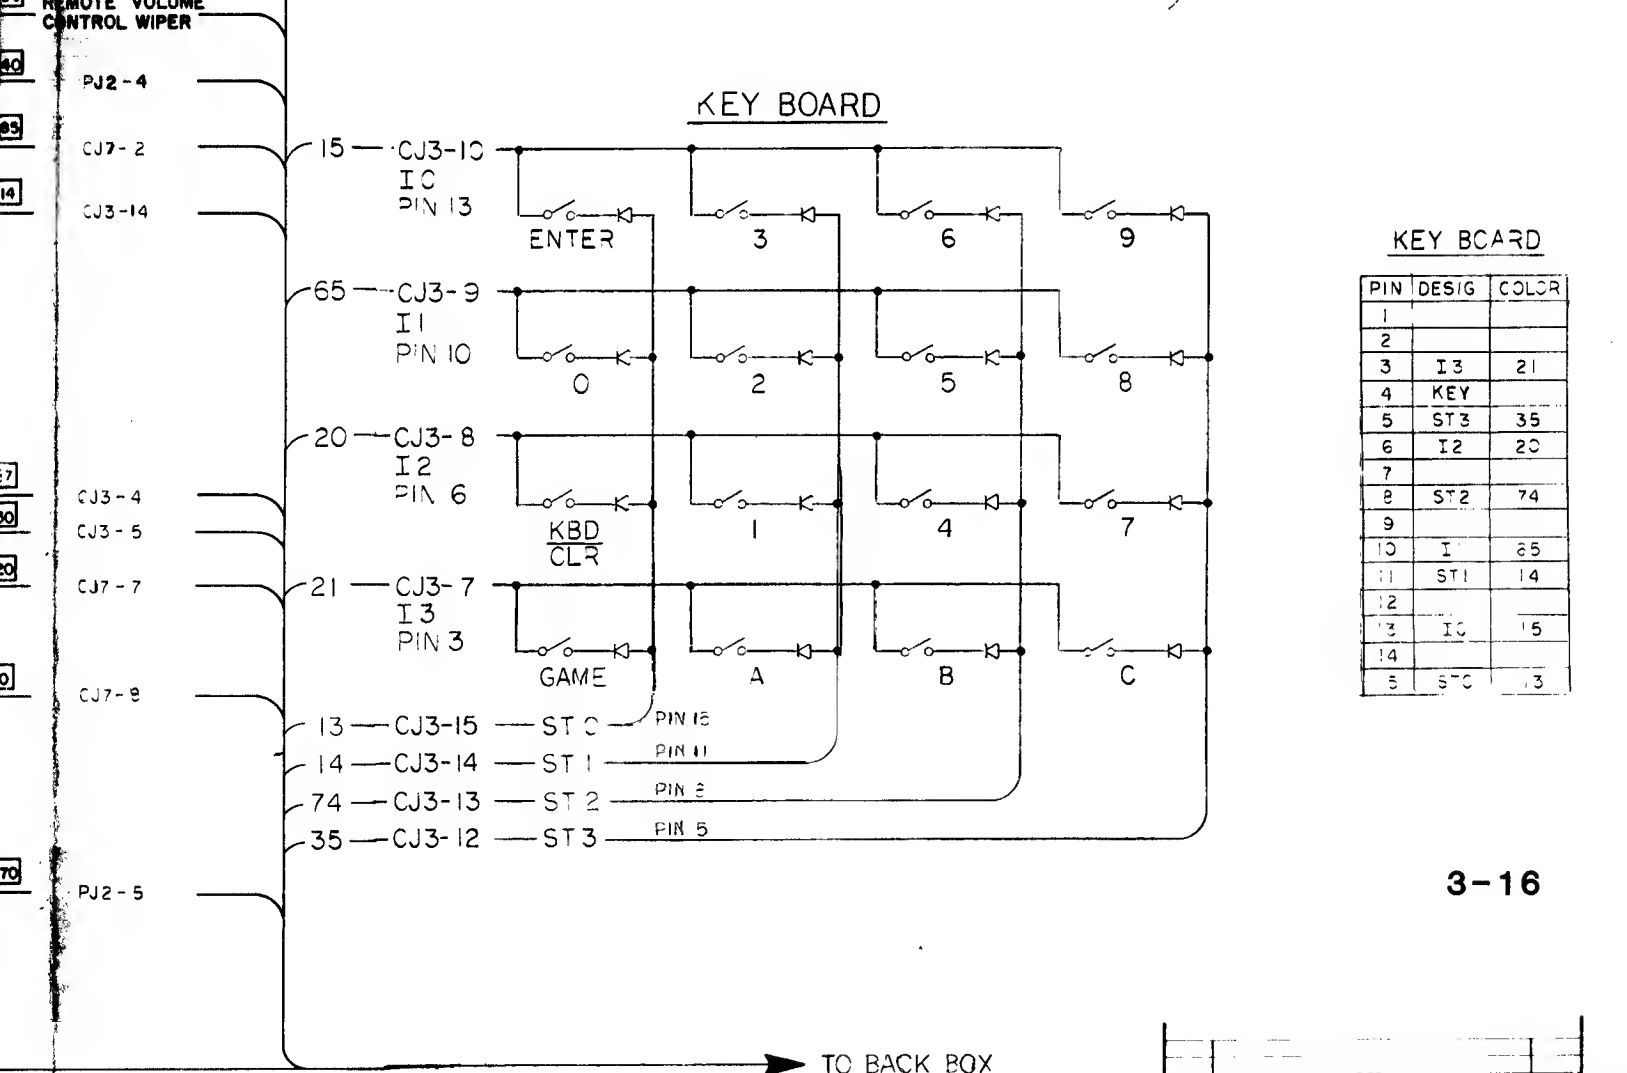 REMOTE VOLUME
CONTROL WIPER
40
PJ2-4
85
CJ7-2
14
CJ3-14
CJ3-4
CJ3-5
CJ7-7
PJ2-5
70
KEY BOARD
15 CJ3-10
I0
PIN 13
ENTER 3 6 9
65 CJ3-9
I1
PIN 10
0 2 5 8
20 CJ3-8
I2
PIN 6
KBD 1 4 7
CLR
21 CJ3-7
I3
PIN 3
GAME A B C
13 CJ3-15 ST 0 PIN 15
14 CJ3-14 ST 1 PIN 11
74 CJ3-13 ST 2 PIN 8
35 CJ3-12 ST 3 PIN 5
KEY BOARD
PIN DESIG COLOR
1
2
3 I3 21
4 KEY
5 ST3 35
6 I2 20
7
8 ST2 74
9
10
11 ST1 14
12
13 I0 15
14
3-16
TO BACK BOX